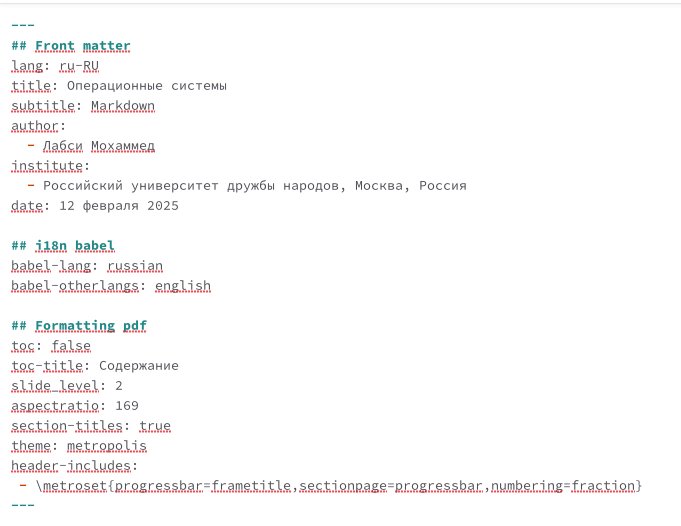 ---
## Front matter
lang: ru-RU
title: Операционные системы
subtitle: Markdown
author:
- Лабси Мохаммед
institute:
- Российский университет дружбы народов, Москва, Россия
date: 12 февраля 2025
## i18n babel
babel-lang: russian
babel-otherlangs: english
## Formatting pdf
toc: false
toc-title: Содержание
slide_level: 2
aspectratio: 169
section-titles: true
theme: metropolis
header-includes:
- \metroset{progressbar=frametitle,sectionpage=progressbar,numbering=fraction}
---